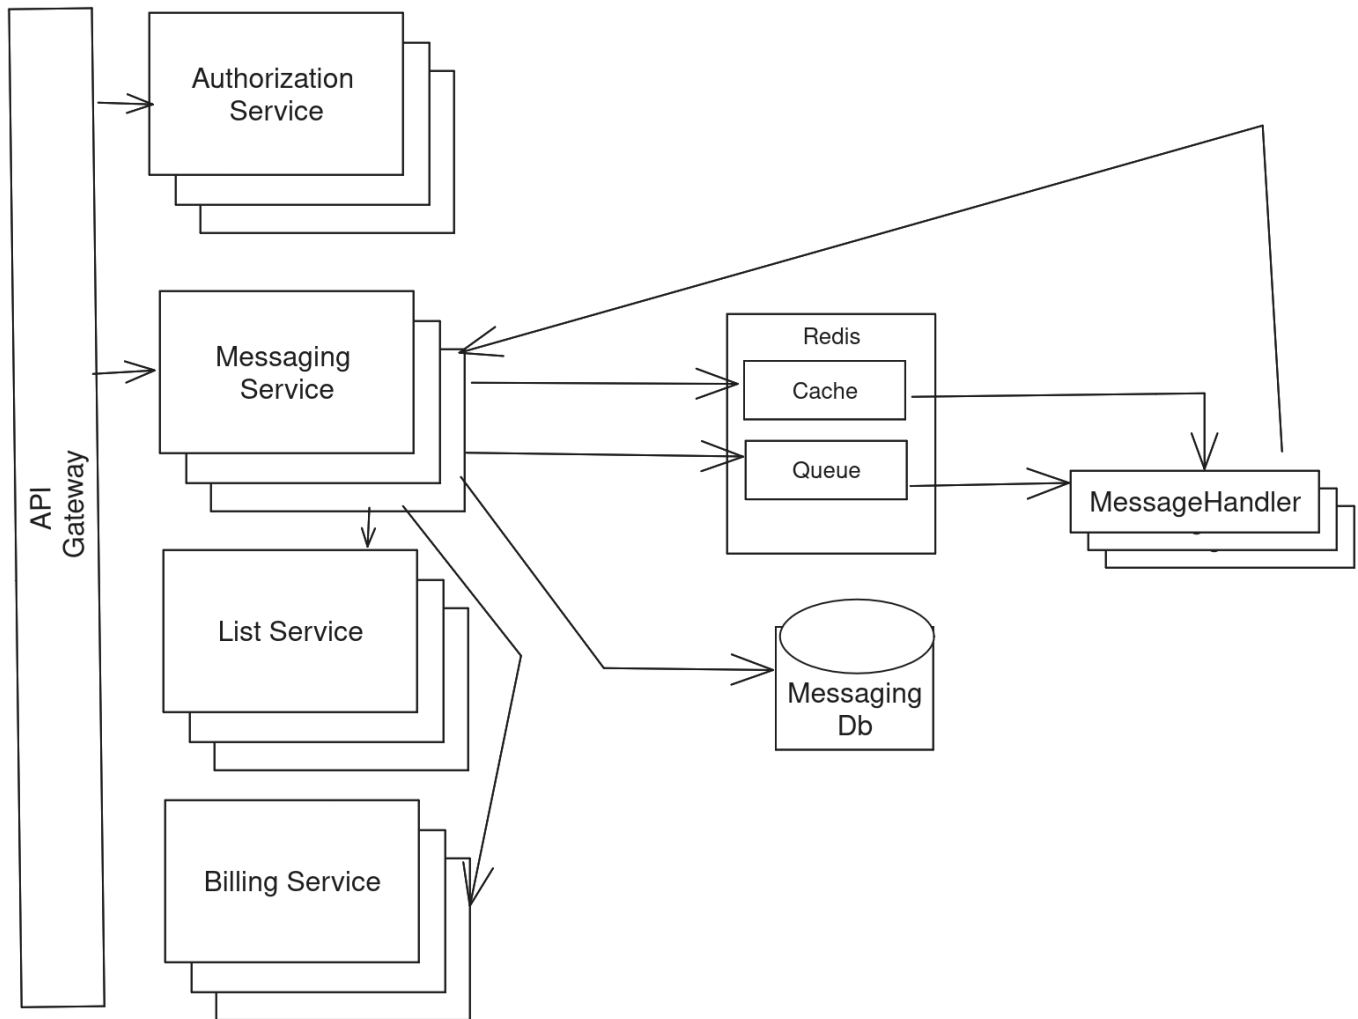 API
Gateway
Authorization
Service
Messaging
Service
List Service
Billing Service
Redis
Cache
Queue
MessageHandler
Messaging
Db